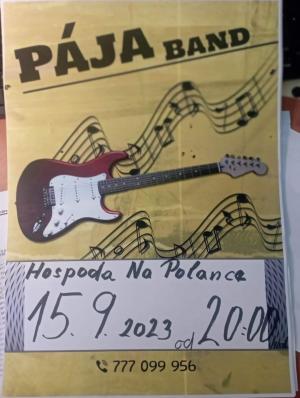 PÁJA BAND
Hospoda Na Polance
15. 9. 2023 od 20:00
777 099 956